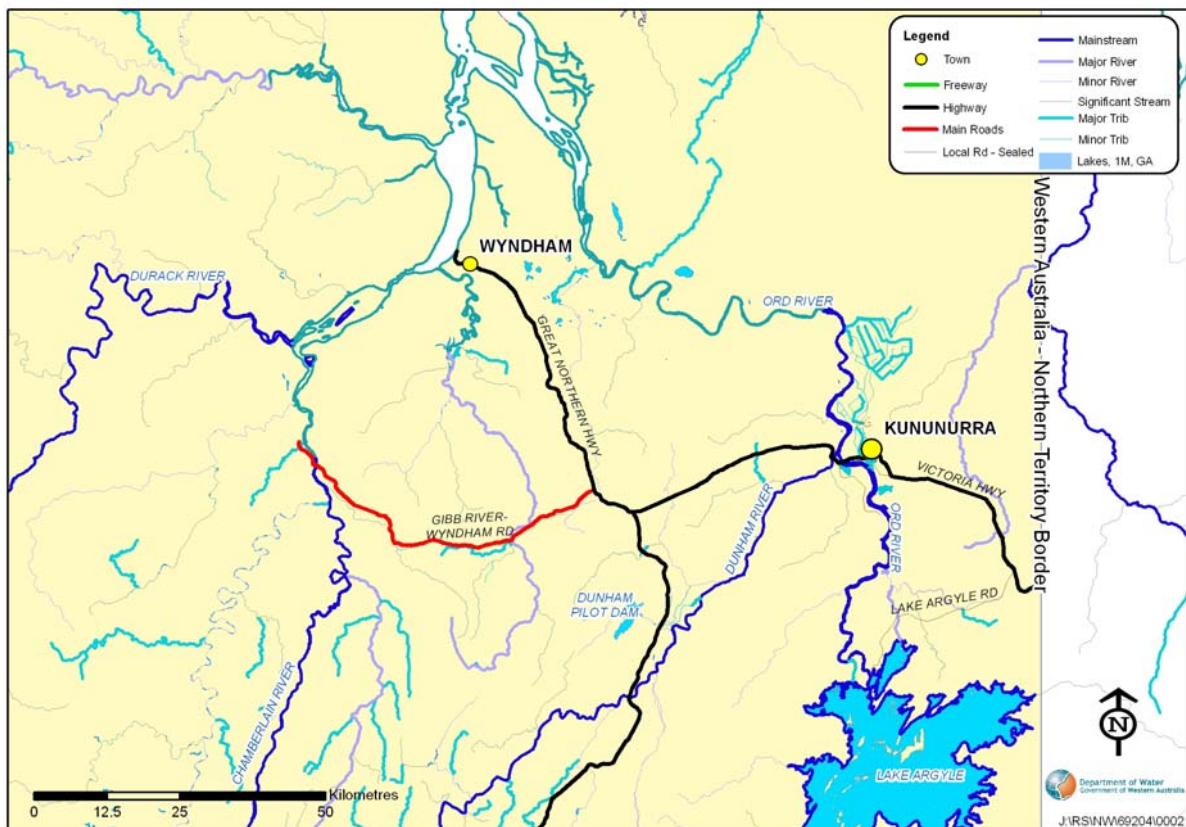 Legend
Town
Freeway
Highway
Main Roads
Local Rd - Sealed
Mainstream
Major River
Minor River
Significant Stream
Major Trib
Minor Trib
Lakes, 1M, GA
Western Australia - Northern Territory Border
WYNDHAM
DURACK RIVER
ORD RIVER
GREAT NORTHERN HWY
KUNUNURRA
VICTORIA HWY
GIBB RIVER-
WYNDHAM RD
DUNHAM RIVER
ORD RIVER
DUNHAM
PILOT DAM
LAKE ARGYLE RD
CHAMBERLAIN RIVER
LAKE ARGYLE
N
Kilometres
0 12.5 25 50
Department of Water
Government of Western Australia
J:\RS\NW\69204\0002